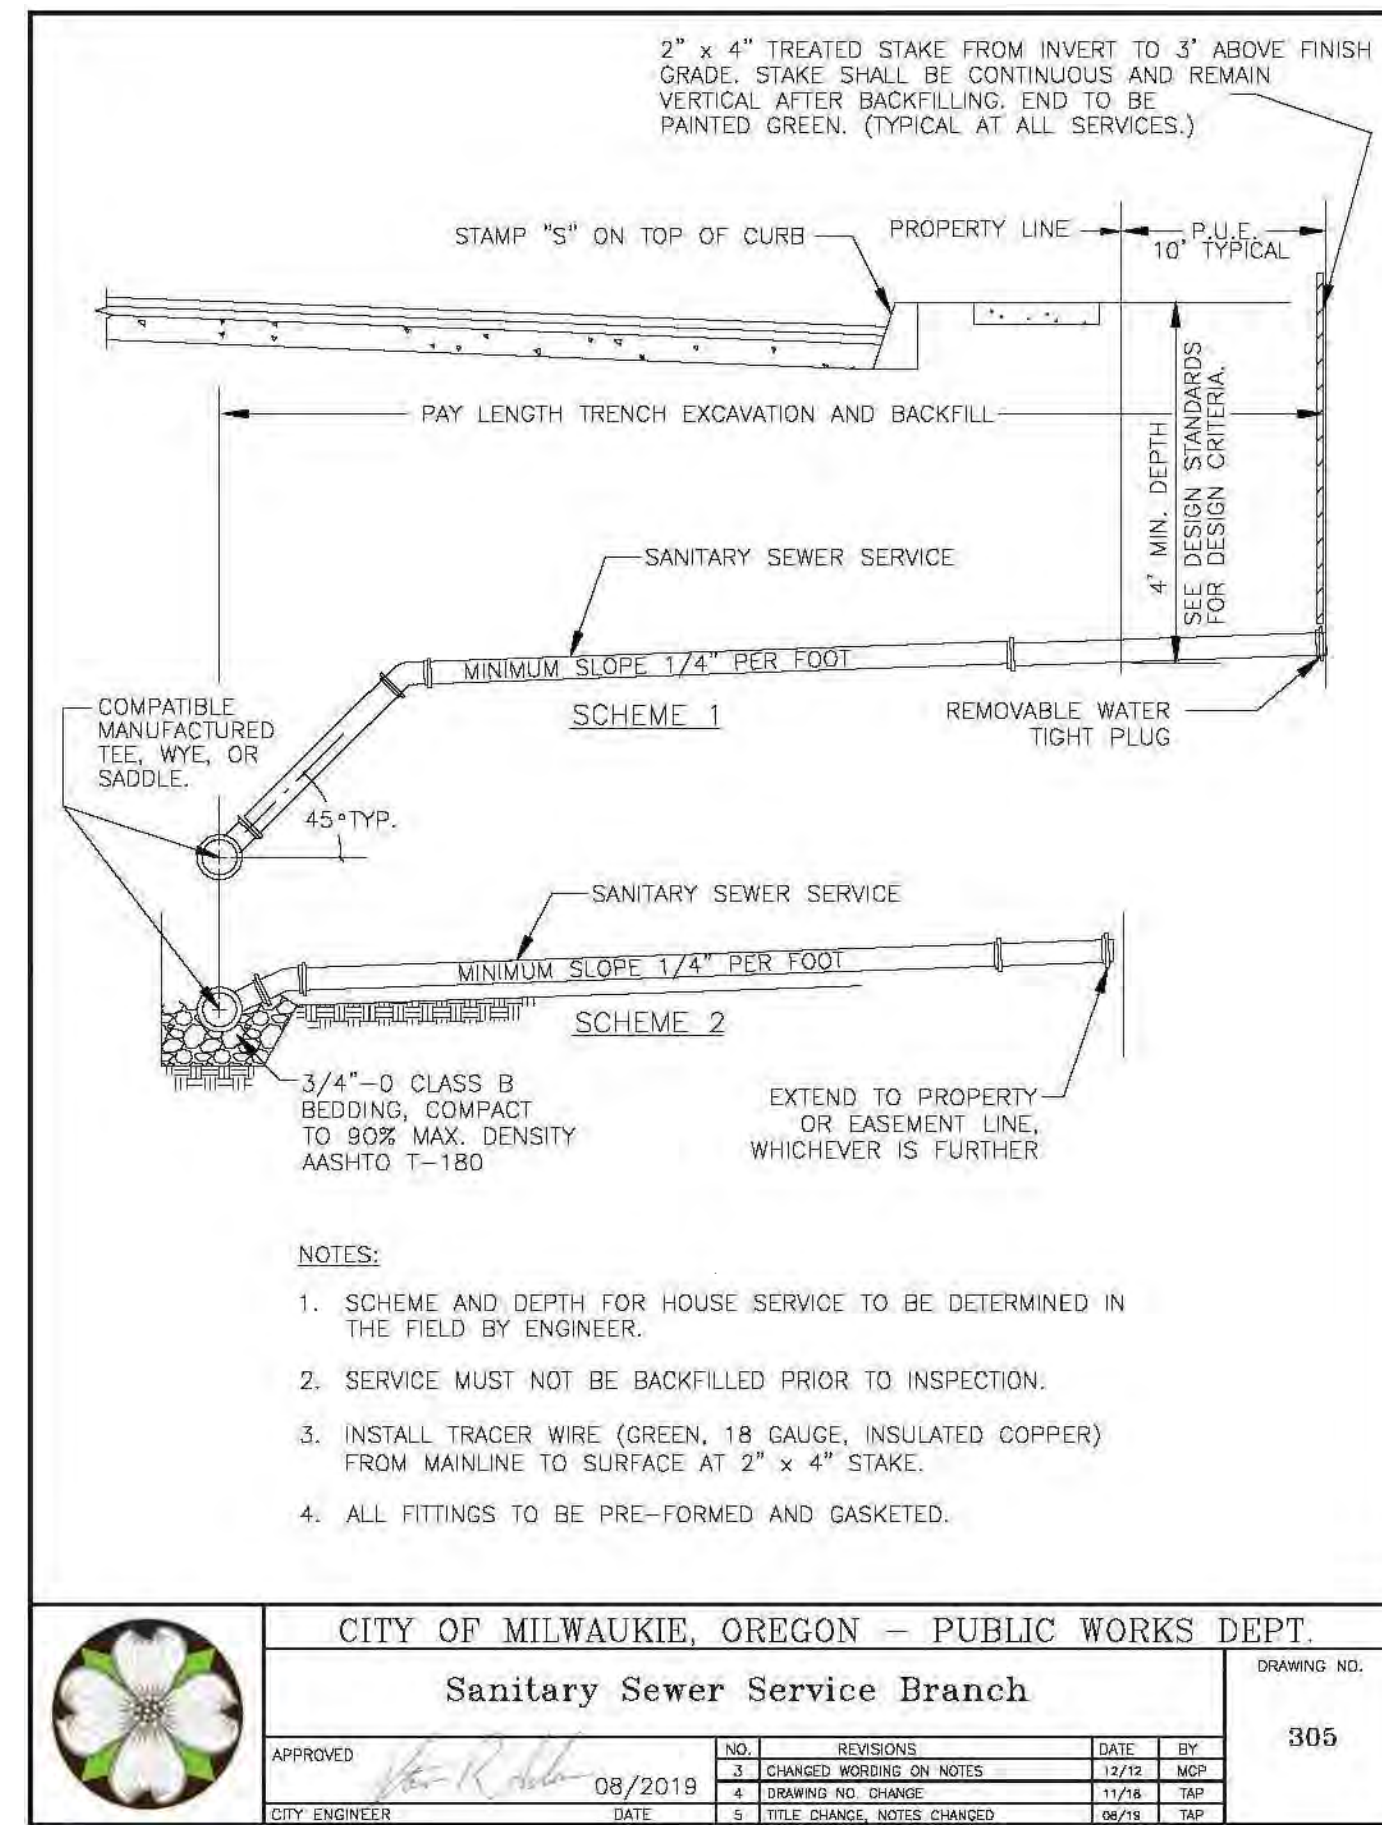 2" x 4" TREATED STAKE FROM INVERT TO 3' ABOVE FINISH
GRADE. STAKE SHALL BE CONTINUOUS AND REMAIN
VERTICAL AFTER BACKFILLING. END TO BE
PAINTED GREEN. (TYPICAL AT ALL SERVICES.)
STAMP "S" ON TOP OF CURB
PROPERTY LINE
P.U.E.
10' TYPICAL
PAY LENGTH TRENCH EXCAVATION AND BACKFILL
4' MIN. DEPTH
SEE DESIGN STANDARDS
FOR DESIGN CRITERIA.
SANITARY SEWER SERVICE
MINIMUM SLOPE 1/4" PER FOOT
SCHEME 1
COMPATIBLE
MANUFACTURED
TEE, WYE, OR
SADDLE.
REMOVABLE WATER
TIGHT PLUG
45° TYP.
SANITARY SEWER SERVICE
MINIMUM SLOPE 1/4" PER FOOT
SCHEME 2
3/4"-0 CLASS B
BEDDING, COMPACT
TO 90% MAX. DENSITY
AASHTO T-180
EXTEND TO PROPERTY
OR EASEMENT LINE,
WHICHEVER IS FURTHER
NOTES:
1. SCHEME AND DEPTH FOR HOUSE SERVICE TO BE DETERMINED IN
THE FIELD BY ENGINEER.
2. SERVICE MUST NOT BE BACKFILLED PRIOR TO INSPECTION.
3. INSTALL TRACER WIRE (GREEN, 18 GAUGE, INSULATED COPPER)
FROM MAINLINE TO SURFACE AT 2" x 4" STAKE.
4. ALL FITTINGS TO BE PRE-FORMED AND GASKETED.
CITY OF MILWAUKIE, OREGON - PUBLIC WORKS DEPT.
Sanitary Sewer Service Branch
DRAWING NO.
305
APPROVED
08/2019
CITY ENGINEER DATE
NO. REVISIONS DATE BY
3 CHANGED WORDING ON NOTES 12/12 MCP
4 DRAWING NO. CHANGE 11/16 TAP
5 TITLE CHANGE, NOTES CHANGED 08/19 TAP